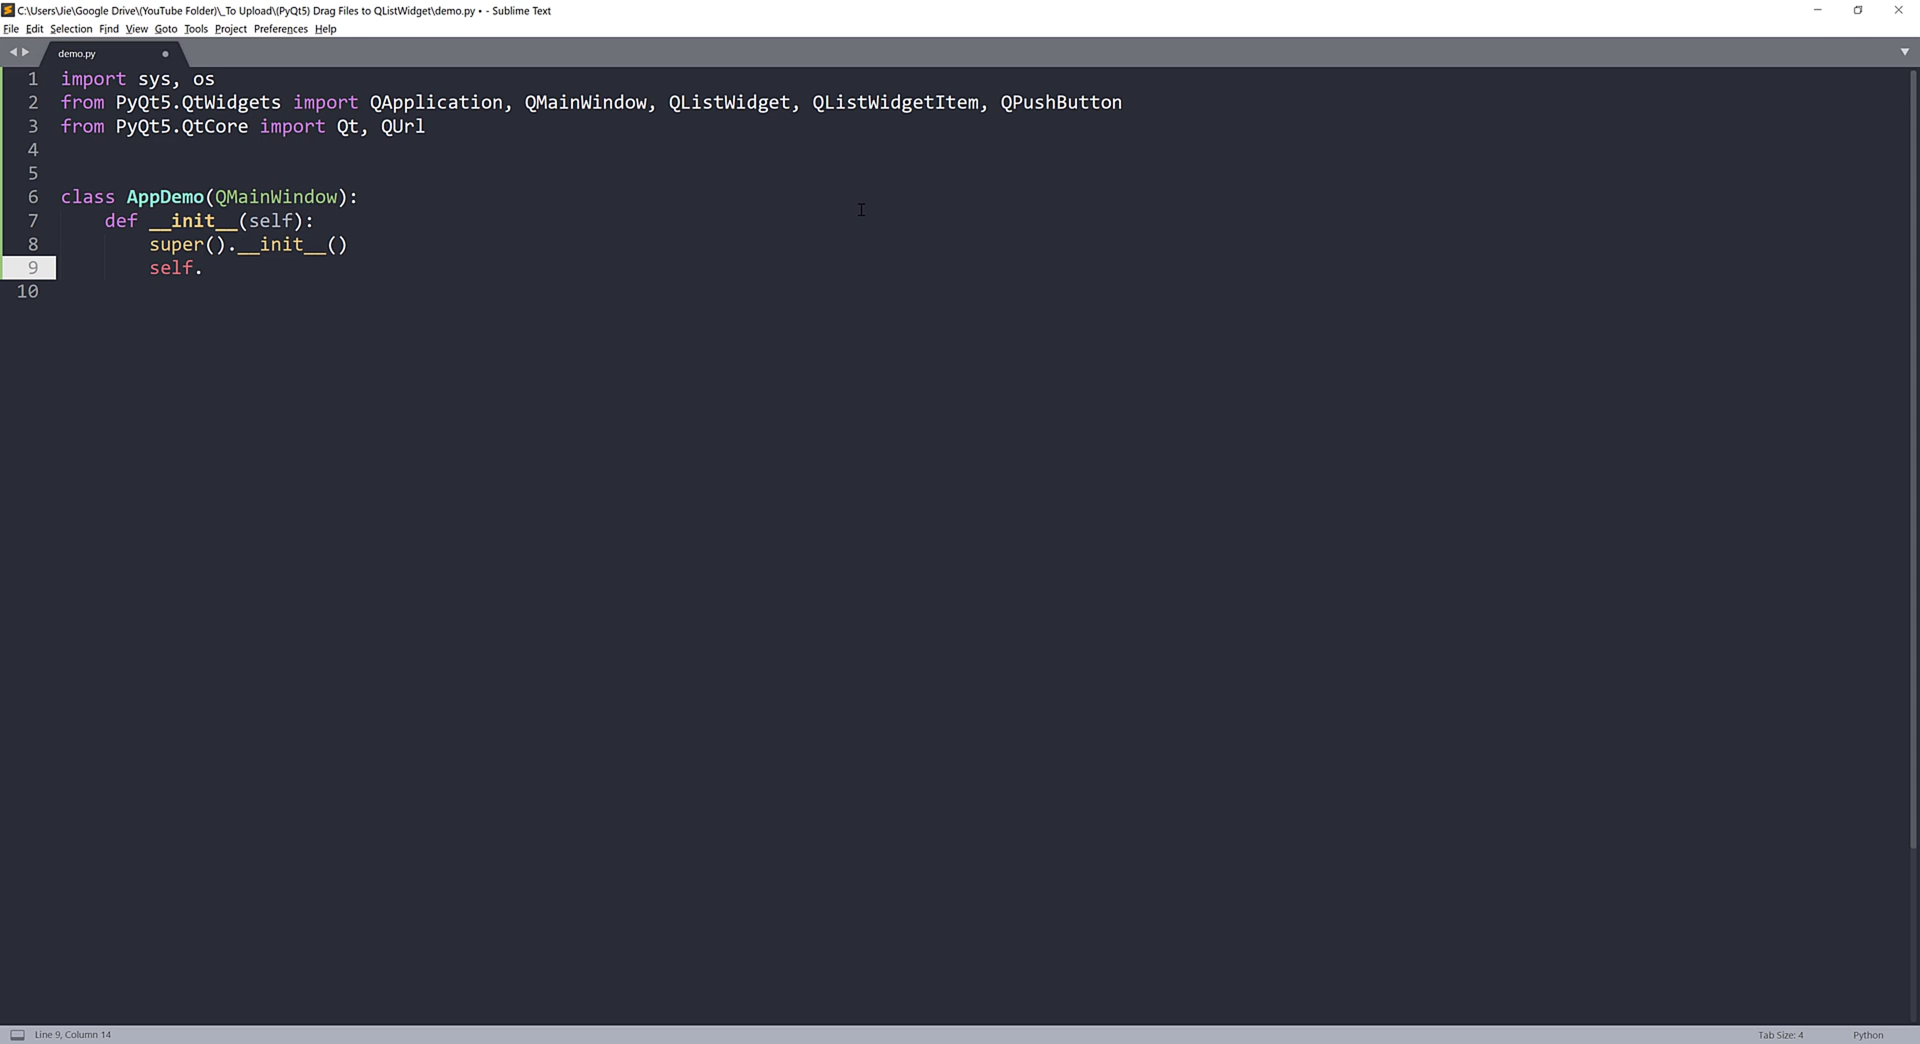 C:\Users\Jie\Google Drive\(YouTube Folder)\_To Upload\(PyQt5) Drag Files to QListWidget\demo.py • - Sublime Text
File Edit Selection Find View Goto Tools Project Preferences Help
demo.py
1 import sys, os
2 from PyQt5.QtWidgets import QApplication, QMainWindow, QListWidget, QListWidgetItem, QPushButton
3 from PyQt5.QtCore import Qt, QUrl
4
5
6 class AppDemo(QMainWindow):
7     def __init__(self):
8         super().__init__()
9         self.
10
Line 9, Column 14 Tab Size: 4 Python